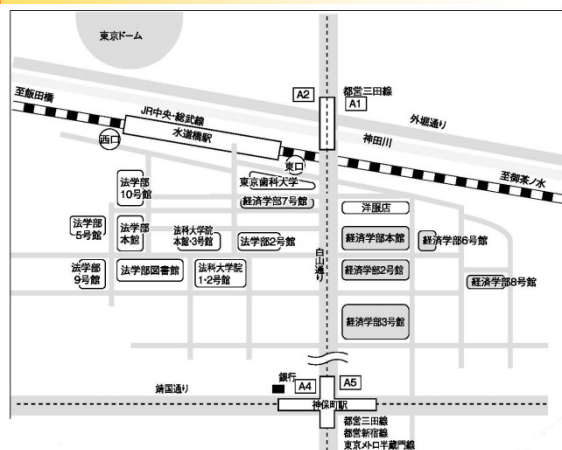 東京ドーム
A2
都営三田線
A1
外堀通り
至飯田橋
JR中央・総武線
水道橋駅
神田川
西口
東口
至御茶ノ水
法学部
10号館
東京歯科大学
経済学部7号館
洋服店
法学部
5号館
法学部
本館
法科大学院
本館・3号館
法学部2号館
経済学部本館
経済学部6号館
白山通り
法学部
9号館
法学部図書館
法科大学院
1・2号館
経済学部2号館
経済学部8号館
経済学部3号館
靖国通り
銀行
A4
A5
神保町駅
都営三田線
都営新宿線
東京メトロ半蔵門線